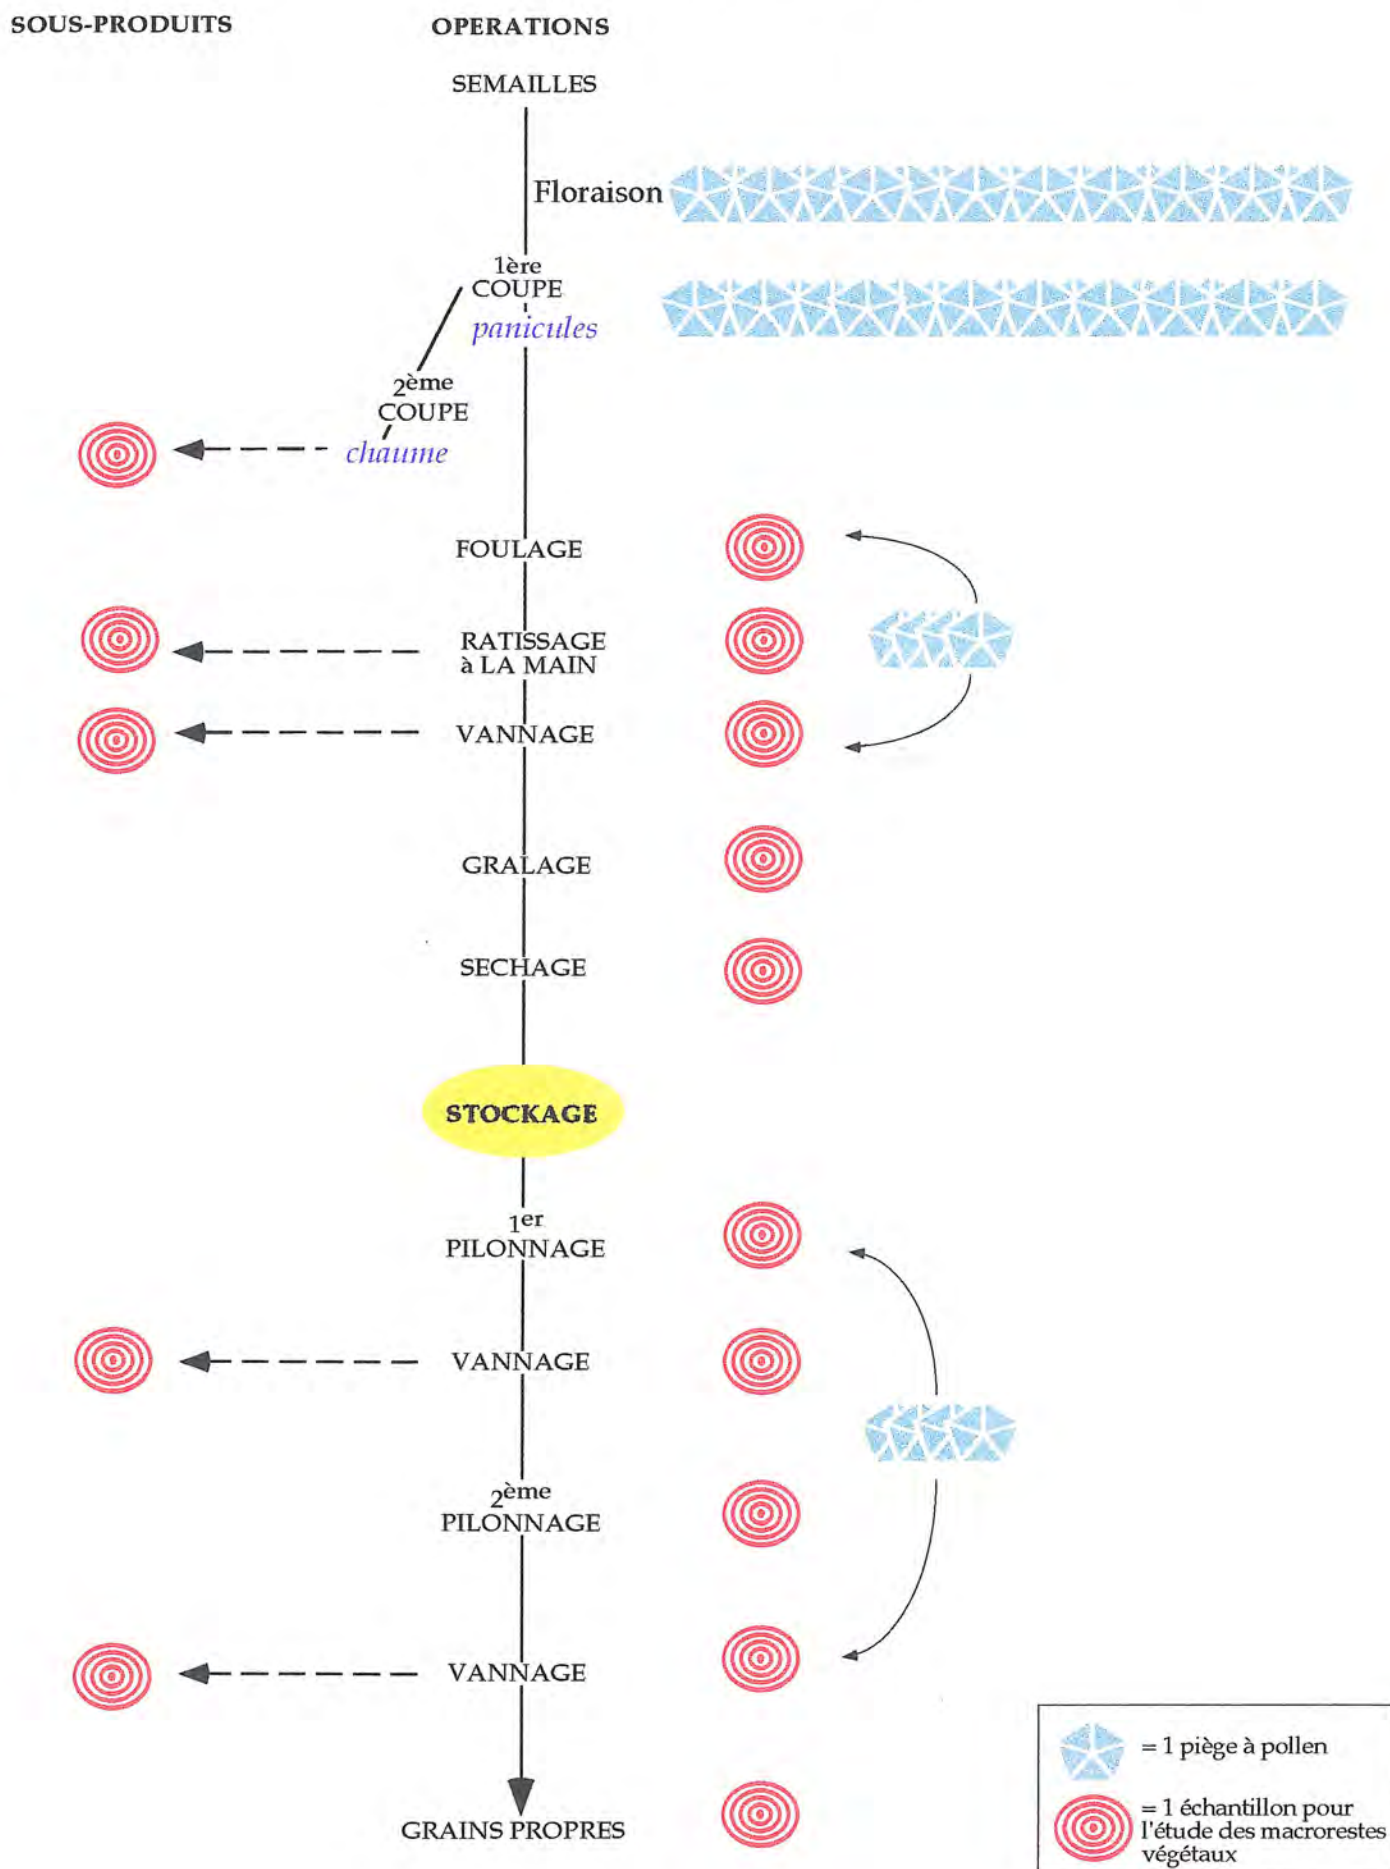 SOUS-PRODUITS
OPERATIONS
SEMAILLES
Floraison
1ère
COUPE
panicules
2ème
COUPE
chaume
FOULAGE
RATISSAGE
à LA MAIN
VANNAGE
GRALAGE
SECHAGE
STOCKAGE
1er
PILONNAGE
VANNAGE
2ème
PILONNAGE
VANNAGE
GRAINS PROPRES
= 1 piège à pollen
= 1 échantillon pour
l'étude des macrorestes
végétaux